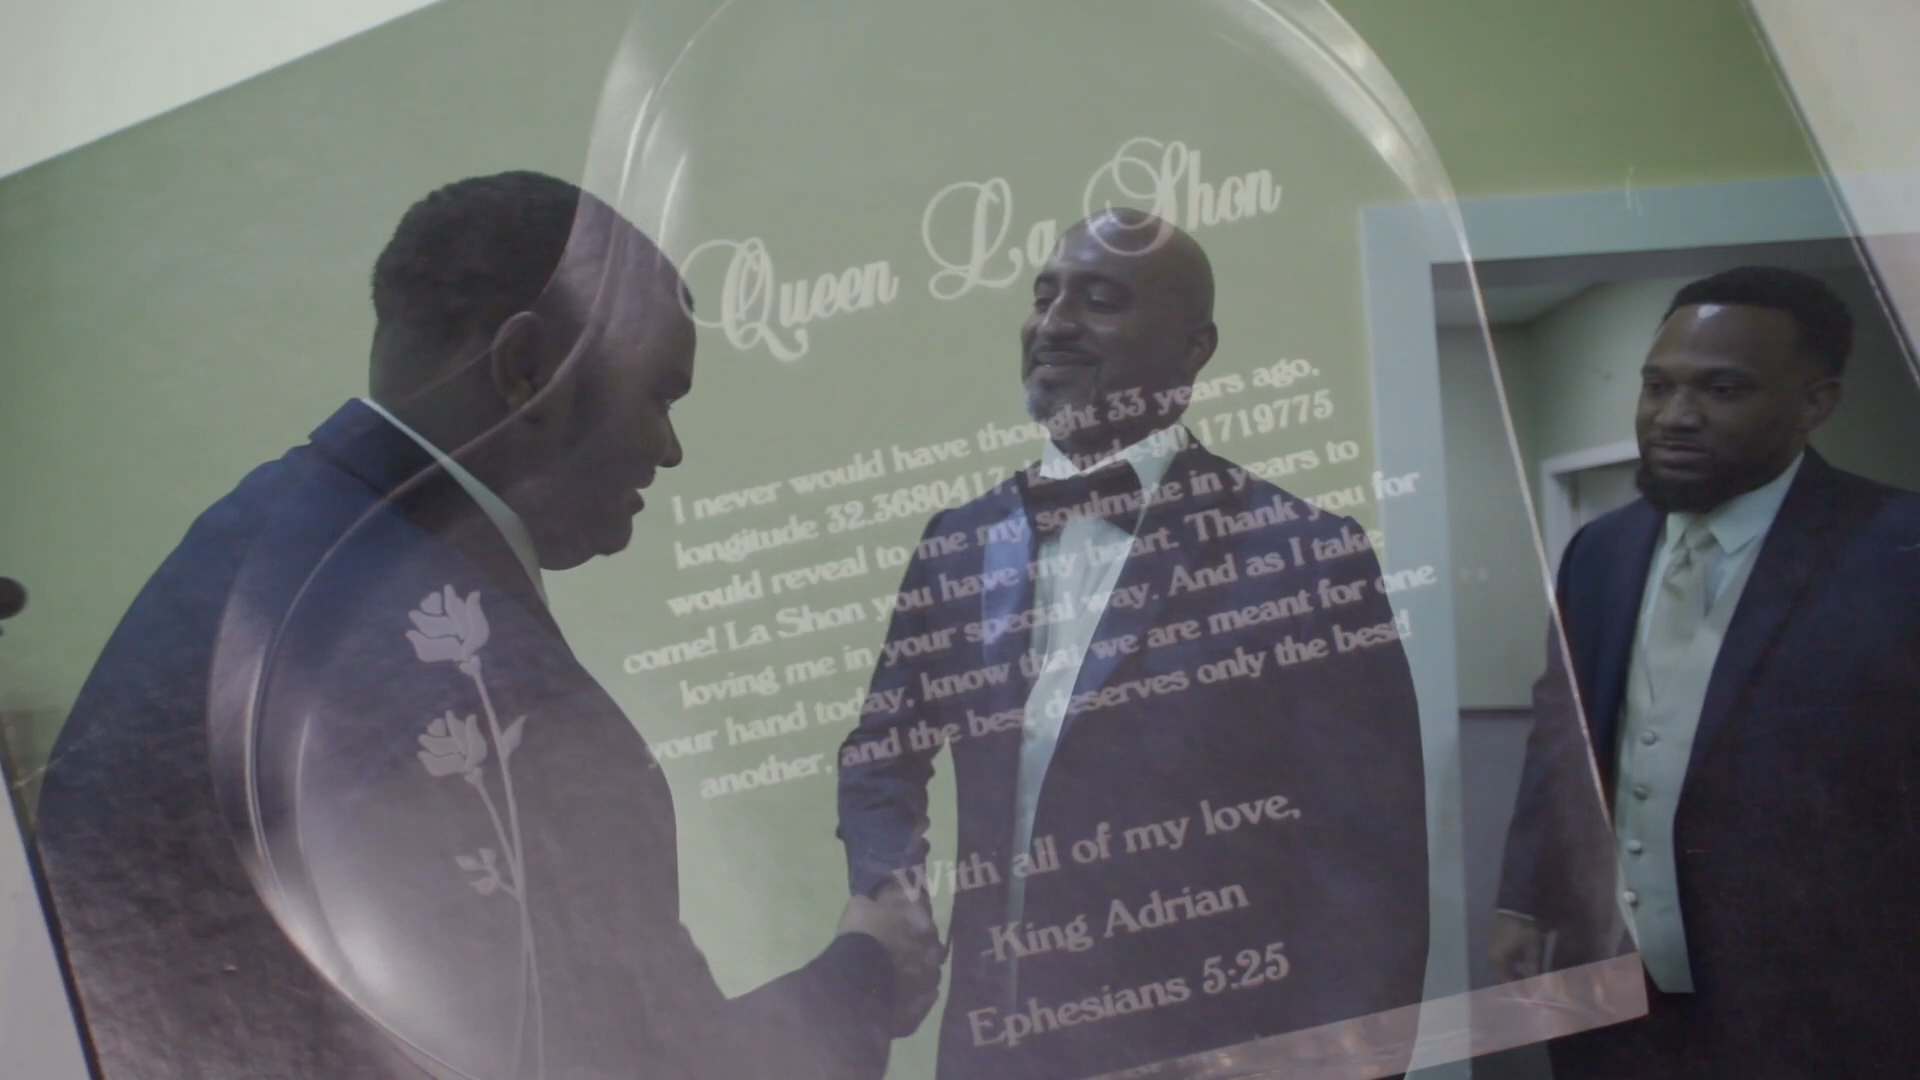 Queen La Shon
I never would have thought 33 years ago,
longitude 32.3680417, latitude-90.1719775
would reveal to me my soulmate in years to
come! La Shon you have my heart. Thank you for
loving me in your special way. And as I take
your hand today, know that we are meant for one
another, and the best deserves only the best!
With all of my love,
-King Adrian
Ephesians 5:25